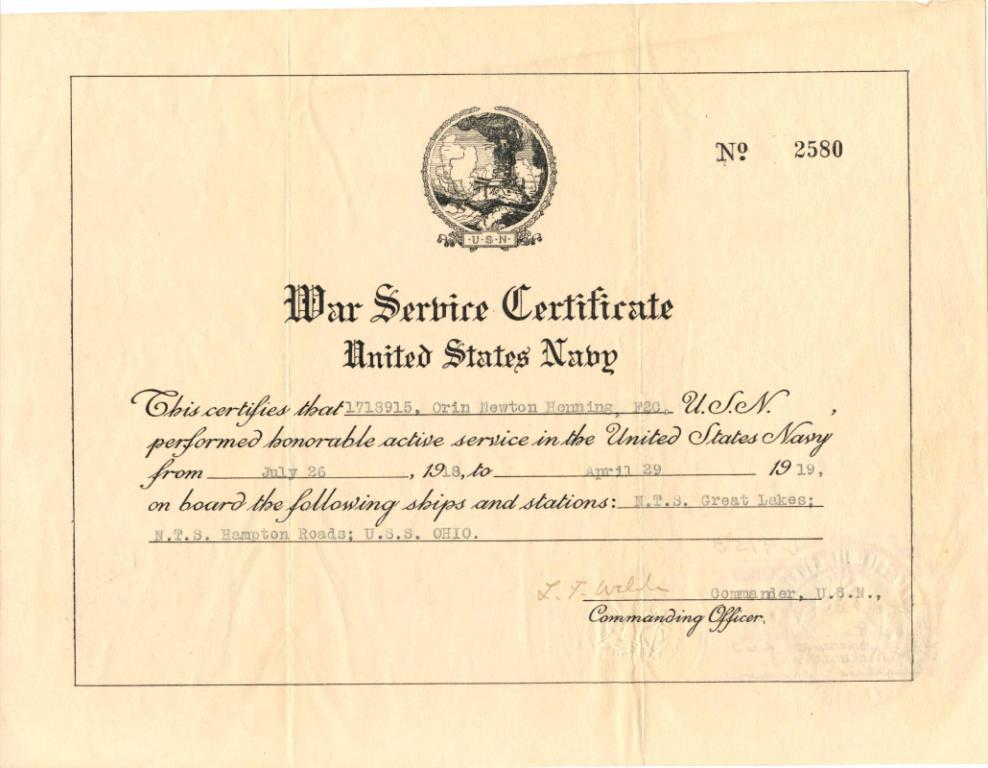 Nº 2580
·U·S·N·
War Service Certificate
United States Navy
This certifies that 1718915, Orin Newton Henning, F2C. U.S.N. ,
performed honorable active service in the United States Navy
from July 26, 1918, to April 29 1919,
on board the following ships and stations: N.T.S. Great Lakes;
N.T.S. Hampton Roads; U.S.S. OHIO.
L. F. Commander, U.S.N.,
Commanding Officer.